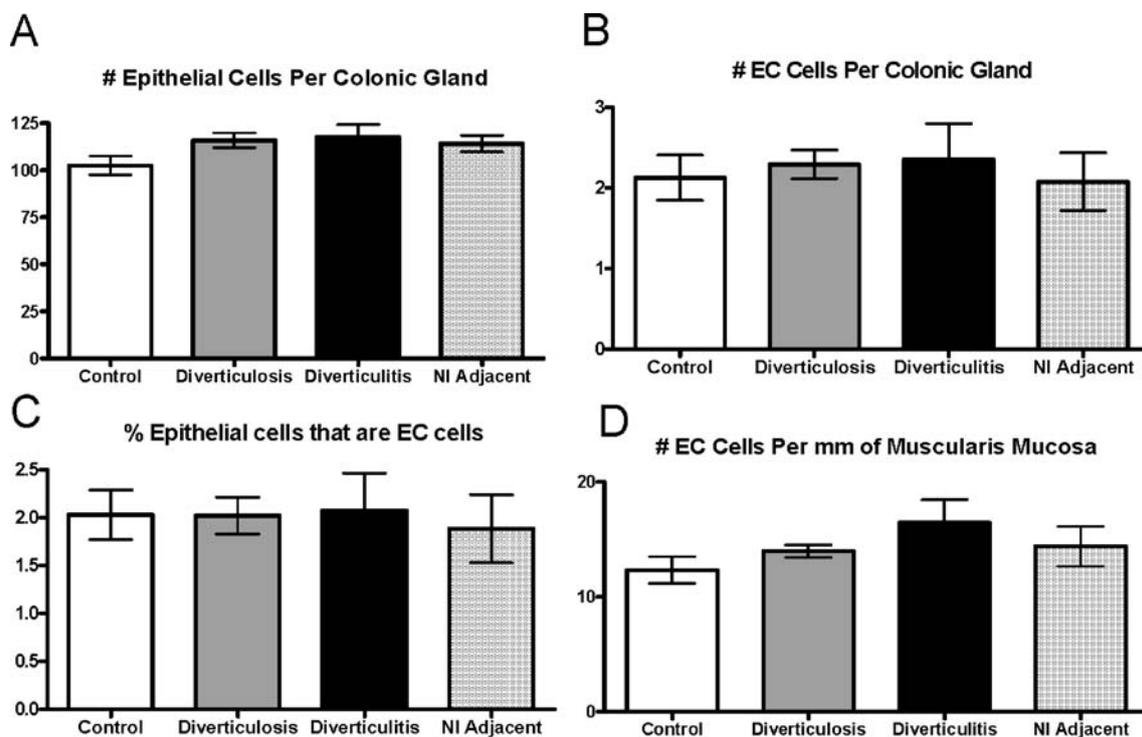 A
# Epithelial Cells Per Colonic Gland
125
100
75
50
25
0
Control Diverticulosis Diverticulitis NI Adjacent
B
# EC Cells Per Colonic Gland
3
2
1
0
Control Diverticulosis Diverticulitis NI Adjacent
C
% Epithelial cells that are EC cells
2.5
2.0
1.5
1.0
0.5
0.0
Control Diverticulosis Diverticulitis NI Adjacent
D
# EC Cells Per mm of Muscularis Mucosa
20
10
0
Control Diverticulosis Diverticulitis NI Adjacent